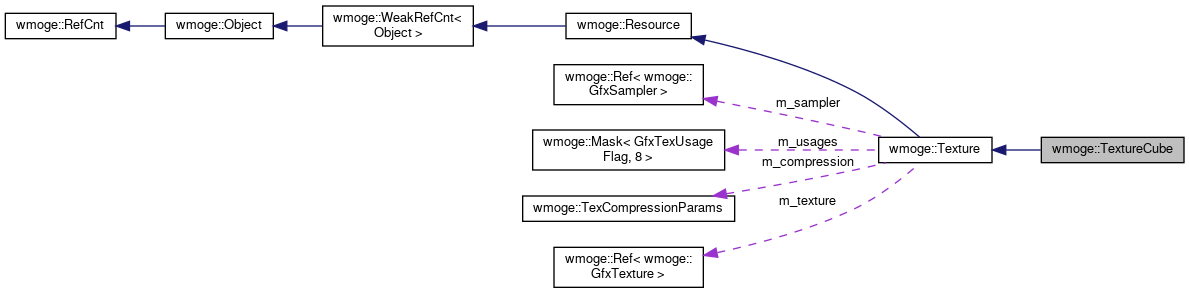 wmoge::RefCnt
wmoge::Object
wmoge::WeakRefCnt<
Object >
wmoge::Resource
wmoge::Ref< wmoge::
GfxSampler >
m_sampler
wmoge::Mask< GfxTexUsage
Flag, 8 >
m_usages
m_compression
wmoge::Texture
wmoge::TextureCube
wmoge::TexCompressionParams
m_texture
wmoge::Ref< wmoge::
GfxTexture >